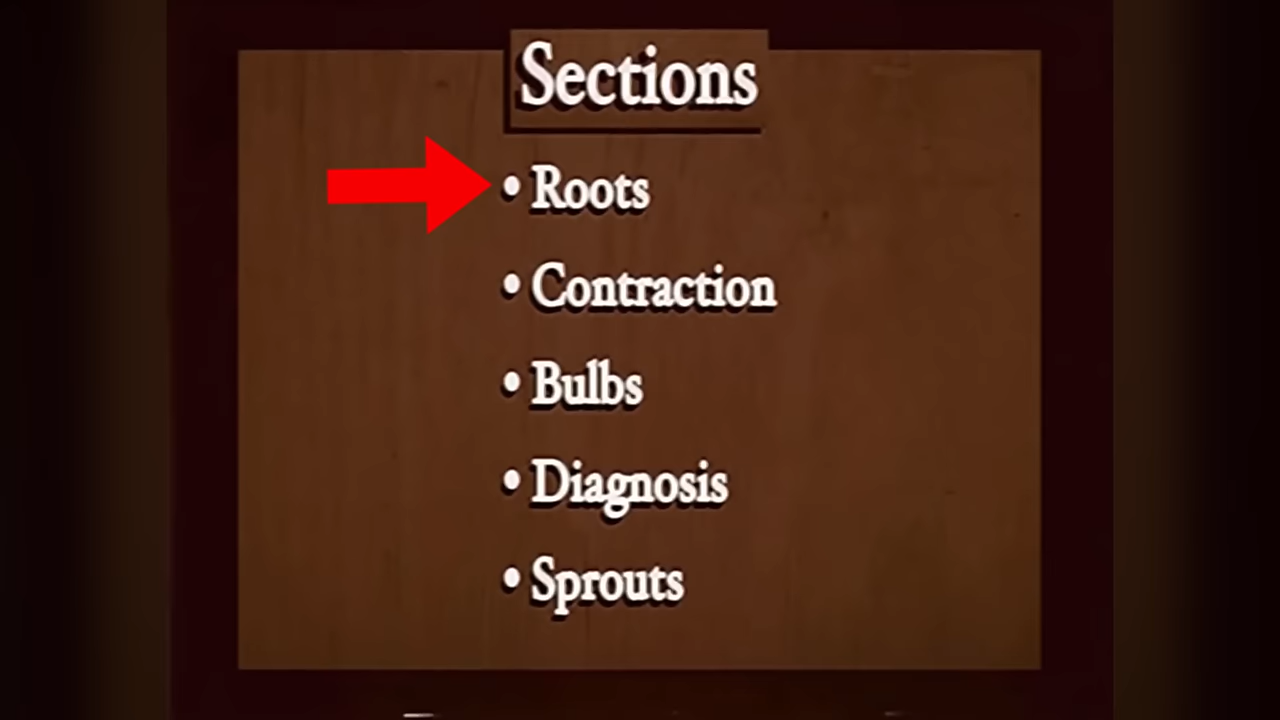 Sections
• Roots
• Contraction
• Bulbs
• Diagnosis
• Sprouts